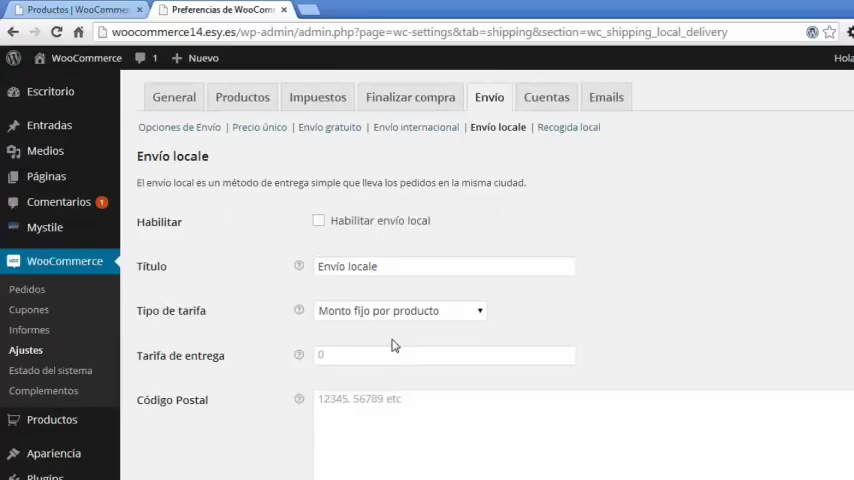 Productos | WooCommer
Preferencias de WooCom
woocommerce14.esy.es/wp-admin/admin.php?page=wc-settings&tab=shipping&section=wc_shipping_local_delivery
WooCommerce 1 + Nuevo Hola
Escritorio
Entradas
Medios
Páginas
Comentarios 1
Mystile
WooCommerce
Pedidos
Cupones
Informes
Ajustes
Estado del sistema
Complementos
Productos
Apariencia
Plugins
General Productos Impuestos Finalizar compra Envío Cuentas Emails
Opciones de Envío | Precio único | Envío gratuito | Envío internacional | Envío locale | Recogida local
Envío locale
El envío local es un método de entrega simple que lleva los pedidos en la misma ciudad.
Habilitar Habilitar envío local
Título Envío locale
Tipo de tarifa Monto fijo por producto
Tarifa de entrega 0
Código Postal 12345, 56789 etc